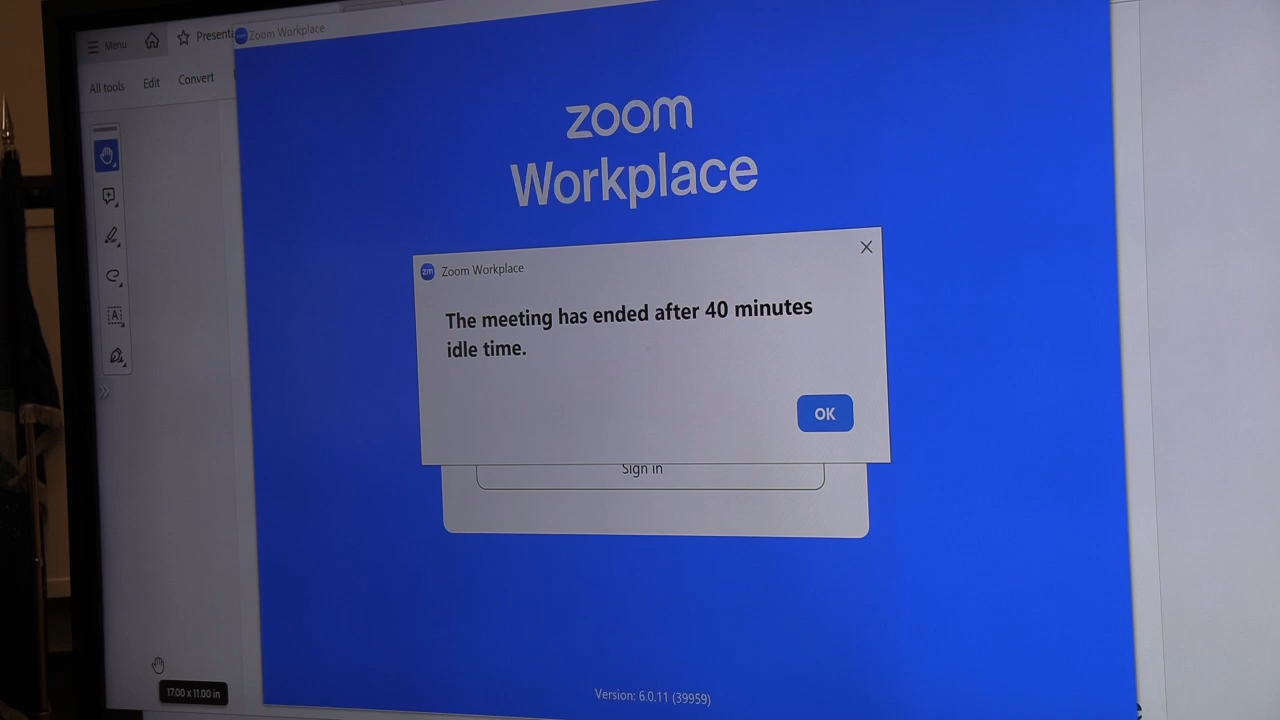 Menu
Zoom Workplace
All tools
Edit
Convert
zoom
Workplace
zm
Zoom Workplace
The meeting has ended after 40 minutes
idle time.
OK
Sign in
17.00 x 11.00 in
Version: 6.0.11 (39959)